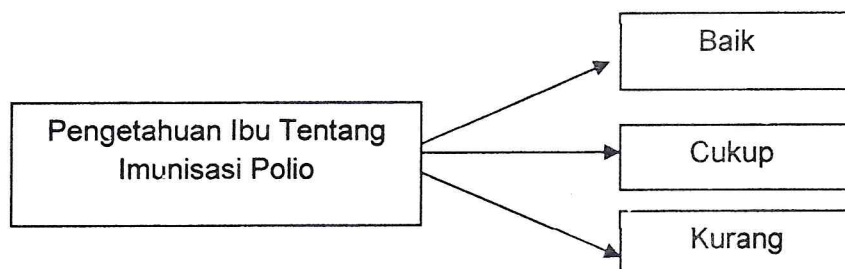 Baik
Pengetahuan Ibu Tentang
Imunisasi Polio
Cukup
Kurang